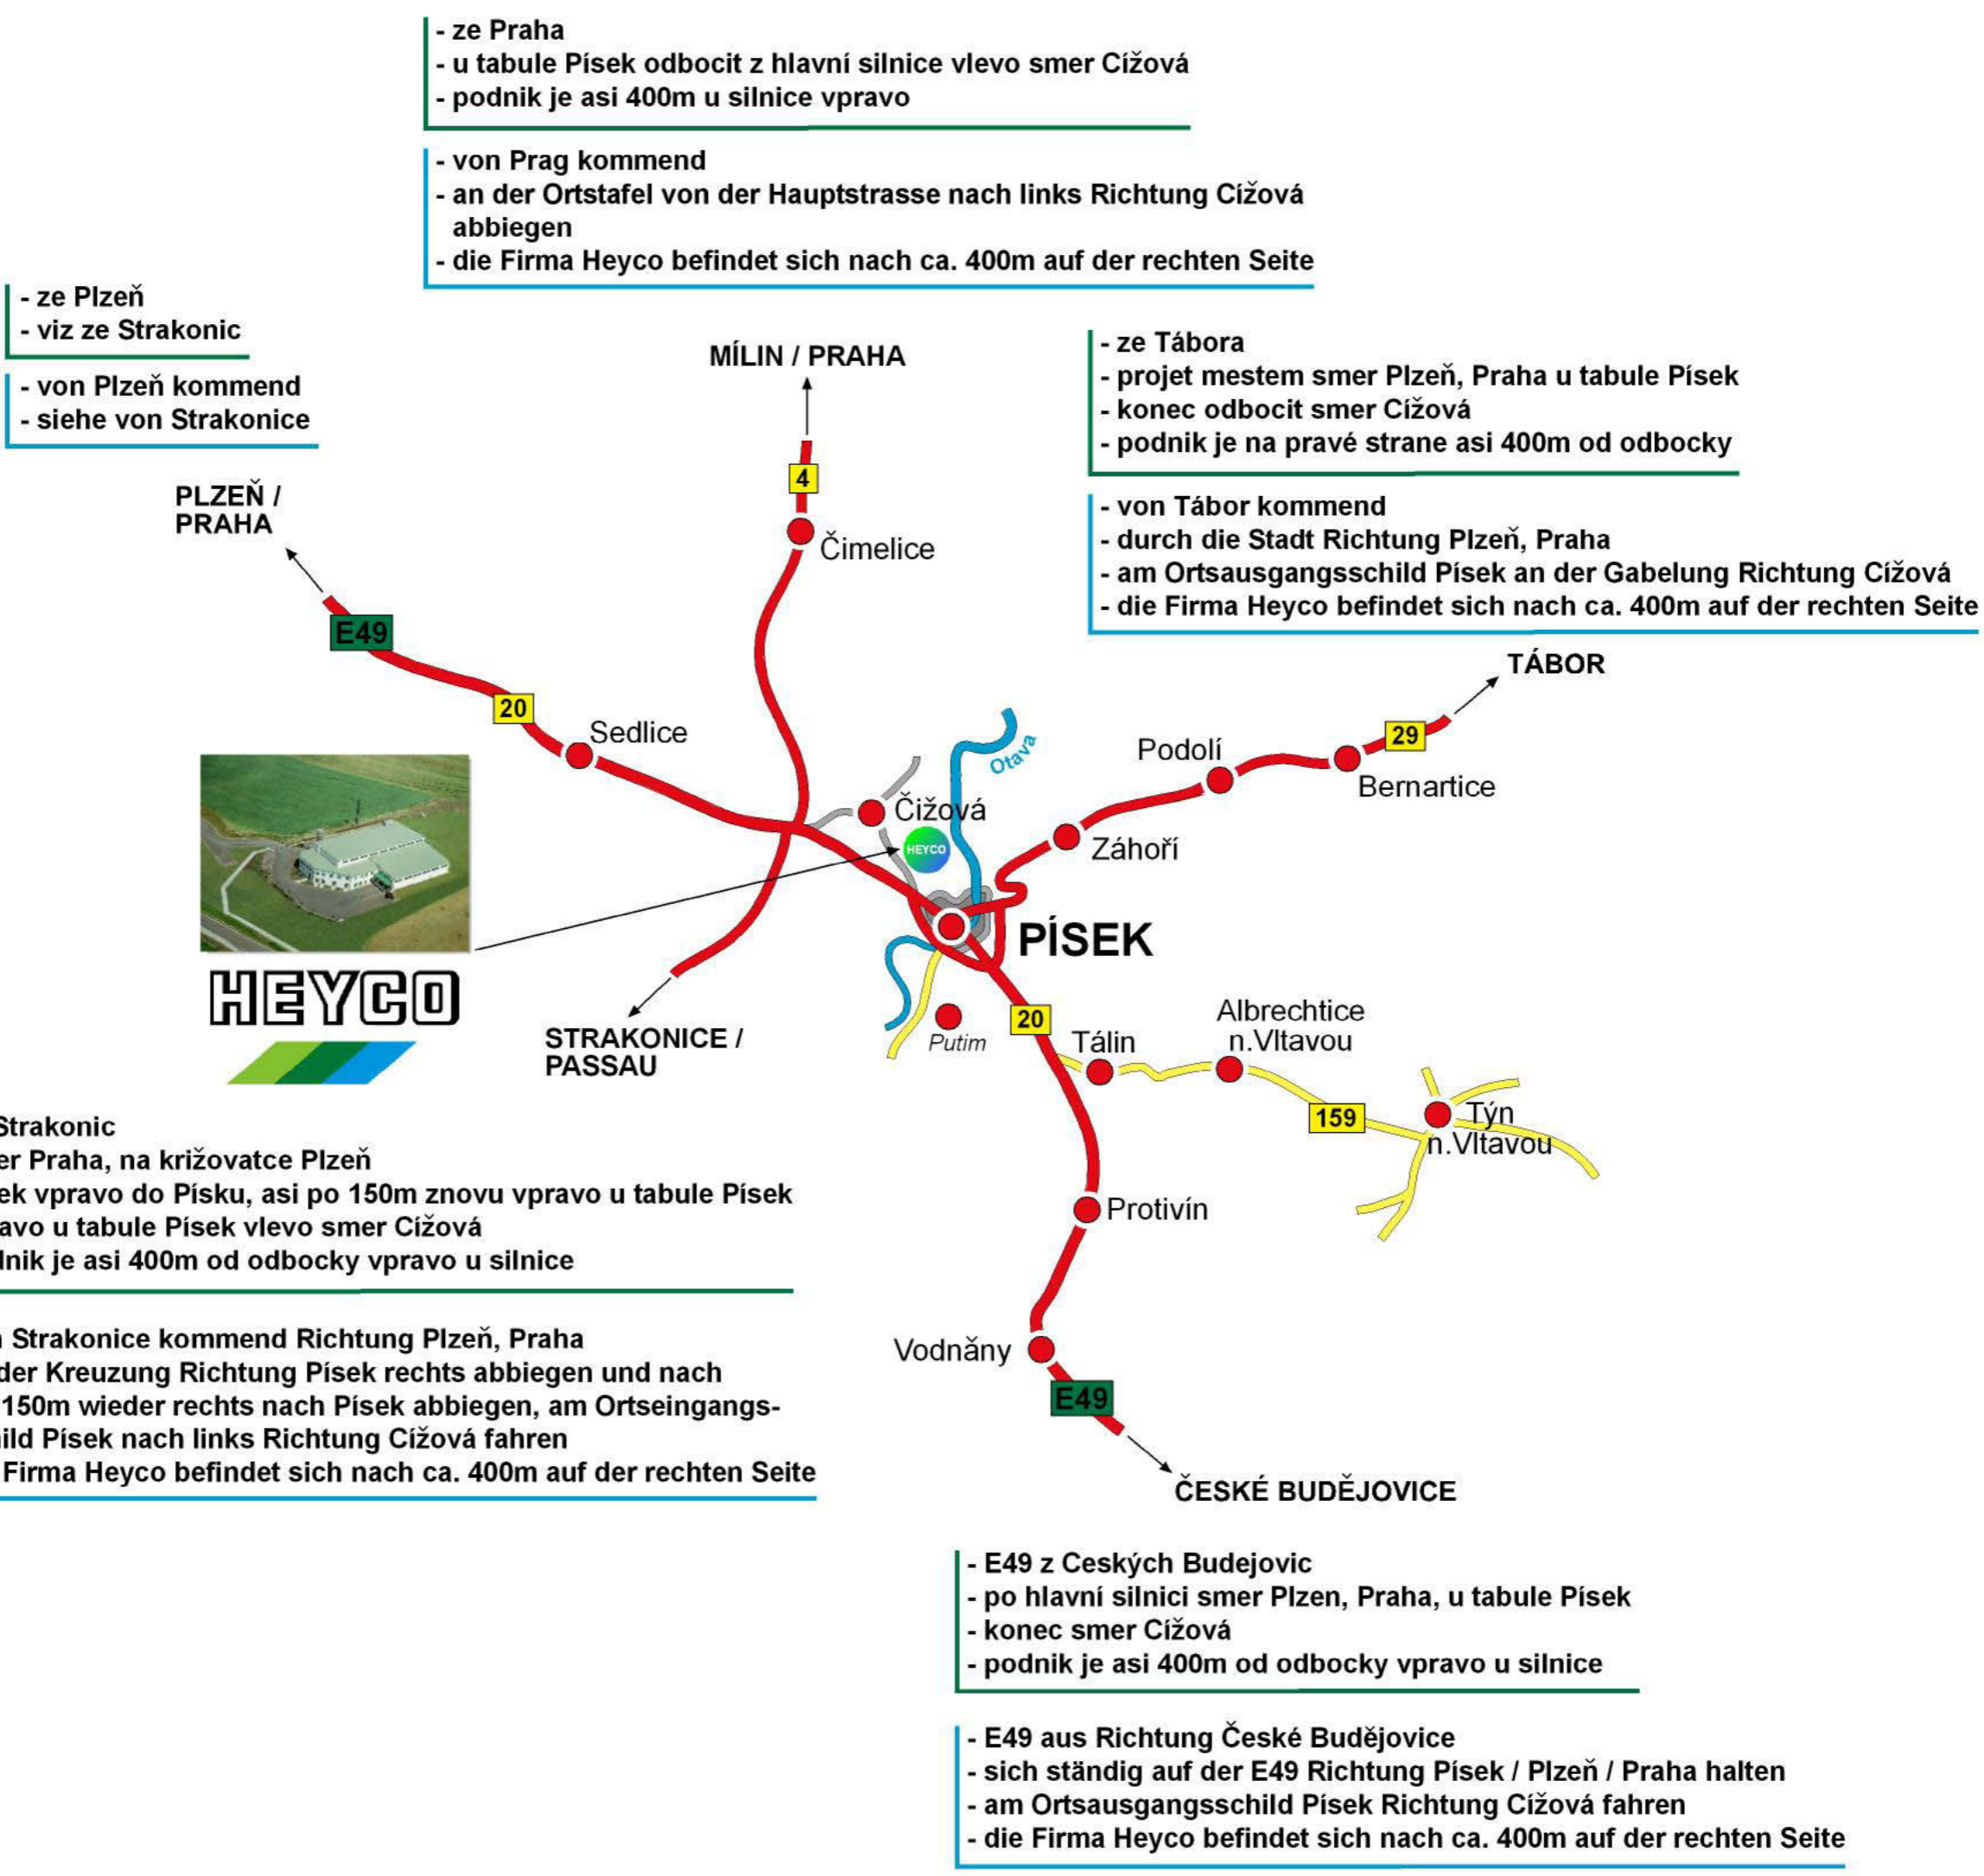 - ze Praha
- u tabule Písek odbocit z hlavní silnice vlevo smer Cížová
- podnik je asi 400m u silnice vpravo
- von Prag kommend
- an der Ortstafel von der Hauptstrasse nach links Richtung Cížová
abbiegen
- die Firma Heyco befindet sich nach ca. 400m auf der rechten Seite
- ze Plzeň
- viz ze Strakonic
- von Plzeň kommend
- siehe von Strakonice
- ze Tábora
- projet mestem smer Plzeň, Praha u tabule Písek
- konec odbocit smer Cížová
- podnik je na pravé strane asi 400m od odbocky
- von Tábor kommend
- durch die Stadt Richtung Plzeň, Praha
- am Ortsausgangsschild Písek an der Gabelung Richtung Cížová
- die Firma Heyco befindet sich nach ca. 400m auf der rechten Seite
MÍLIN / PRAHA
4
Čimelice
PLZEŇ /
PRAHA
E49
20
Sedlice
TÁBOR
29
Bernartice
Podolí
Záhoří
Otava
Čižová
HEYCO
PÍSEK
HEYCO
STRAKONICE /
PASSAU
Putim
20
Tálin
Albrechtice
n.Vltavou
159
Týn
n.Vltavou
Protivín
Vodnǎny
E49
ČESKÉ BUDĚJOVICE
Strakonic
er Praha, na križovatce Plzeň
ek vpravo do Písku, asi po 150m znovu vpravo u tabule Písek
avo u tabule Písek vlevo smer Cížová
nik je asi 400m od odbocky vpravo u silnice
Strakonice kommend Richtung Plzeň, Praha
der Kreuzung Richtung Písek rechts abbiegen und nach
150m wieder rechts nach Písek abbiegen, am Ortseingangs-
ild Písek nach links Richtung Cížová fahren
Firma Heyco befindet sich nach ca. 400m auf der rechten Seite
- E49 z Ceských Budejovic
- po hlavní silnici smer Plzen, Praha, u tabule Písek
- konec smer Cížová
- podnik je asi 400m od odbocky vpravo u silnice
- E49 aus Richtung České Budějovice
- sich ständig auf der E49 Richtung Písek / Plzeň / Praha halten
- am Ortsausgangsschild Písek Richtung Cížová fahren
- die Firma Heyco befindet sich nach ca. 400m auf der rechten Seite